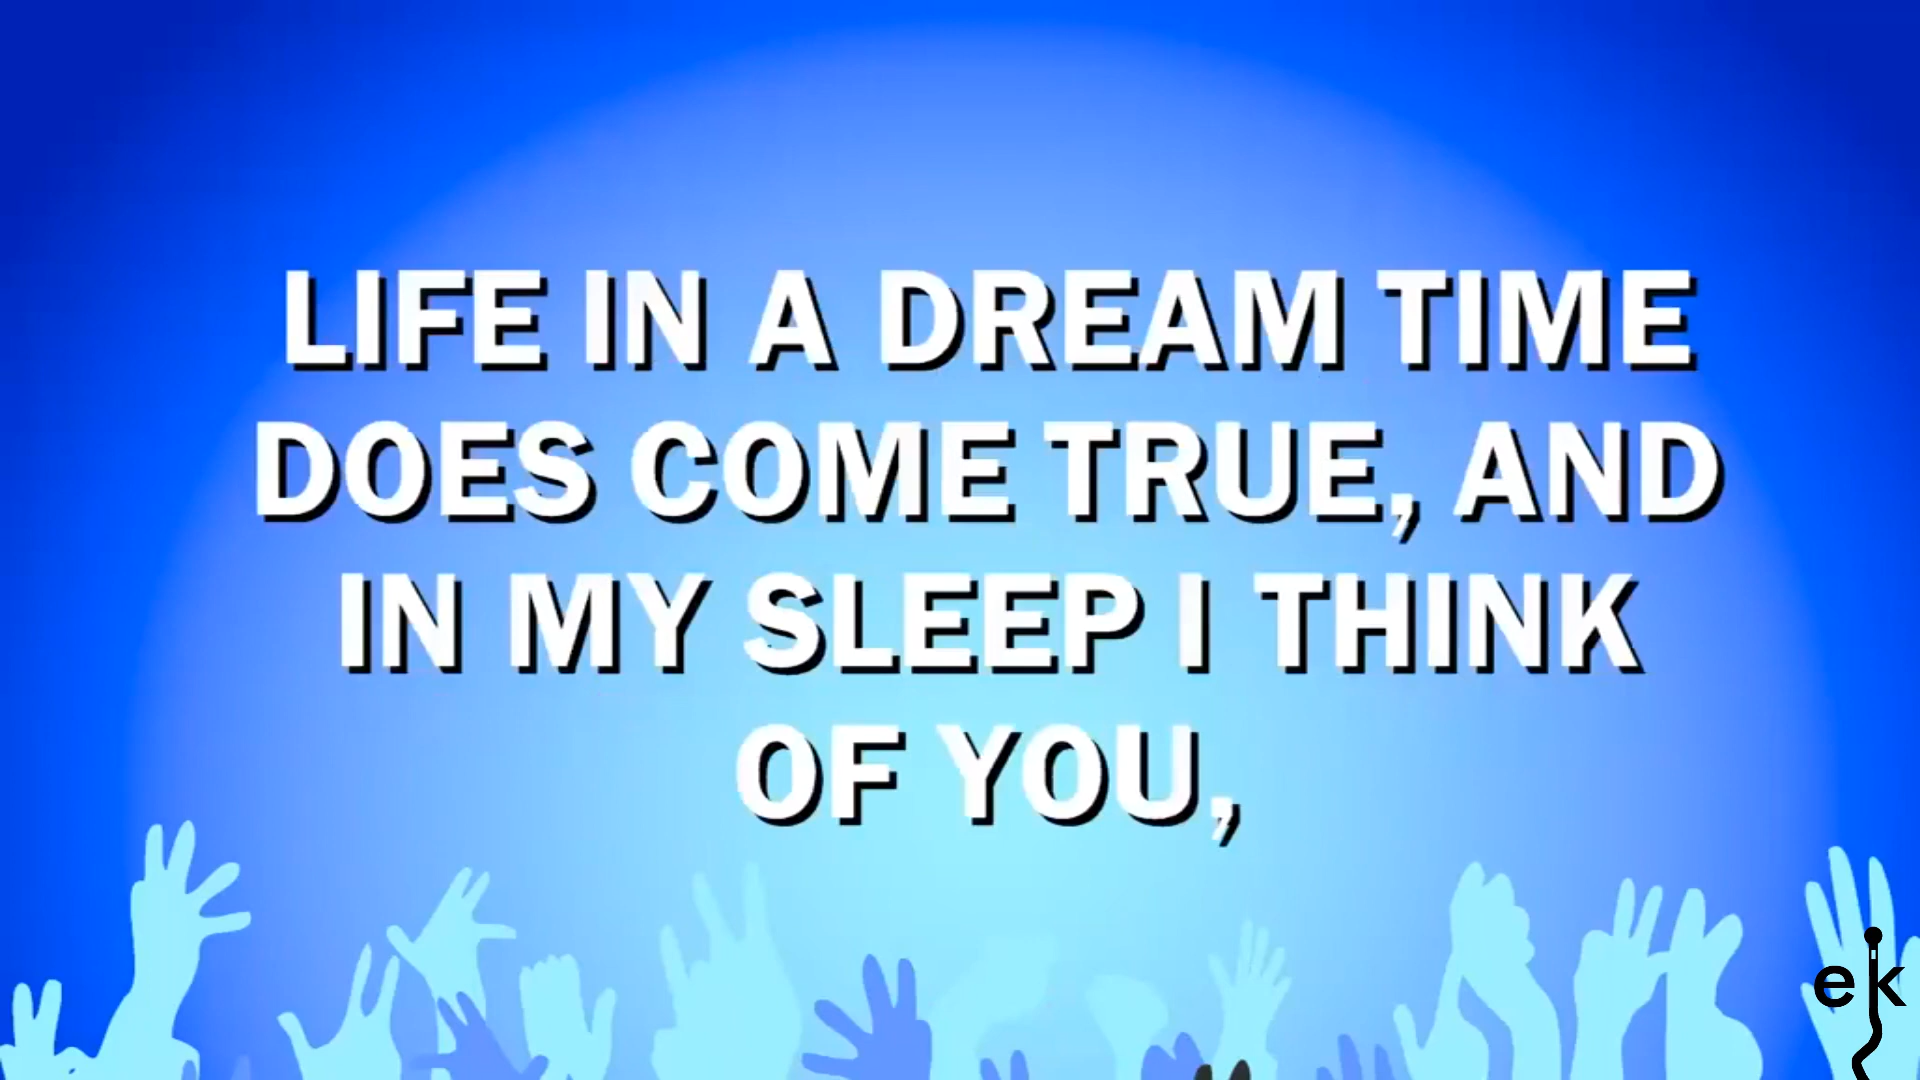 LIFE IN A DREAM TIME
DOES COME TRUE, AND
IN MY SLEEP I THINK
OF YOU,
ek